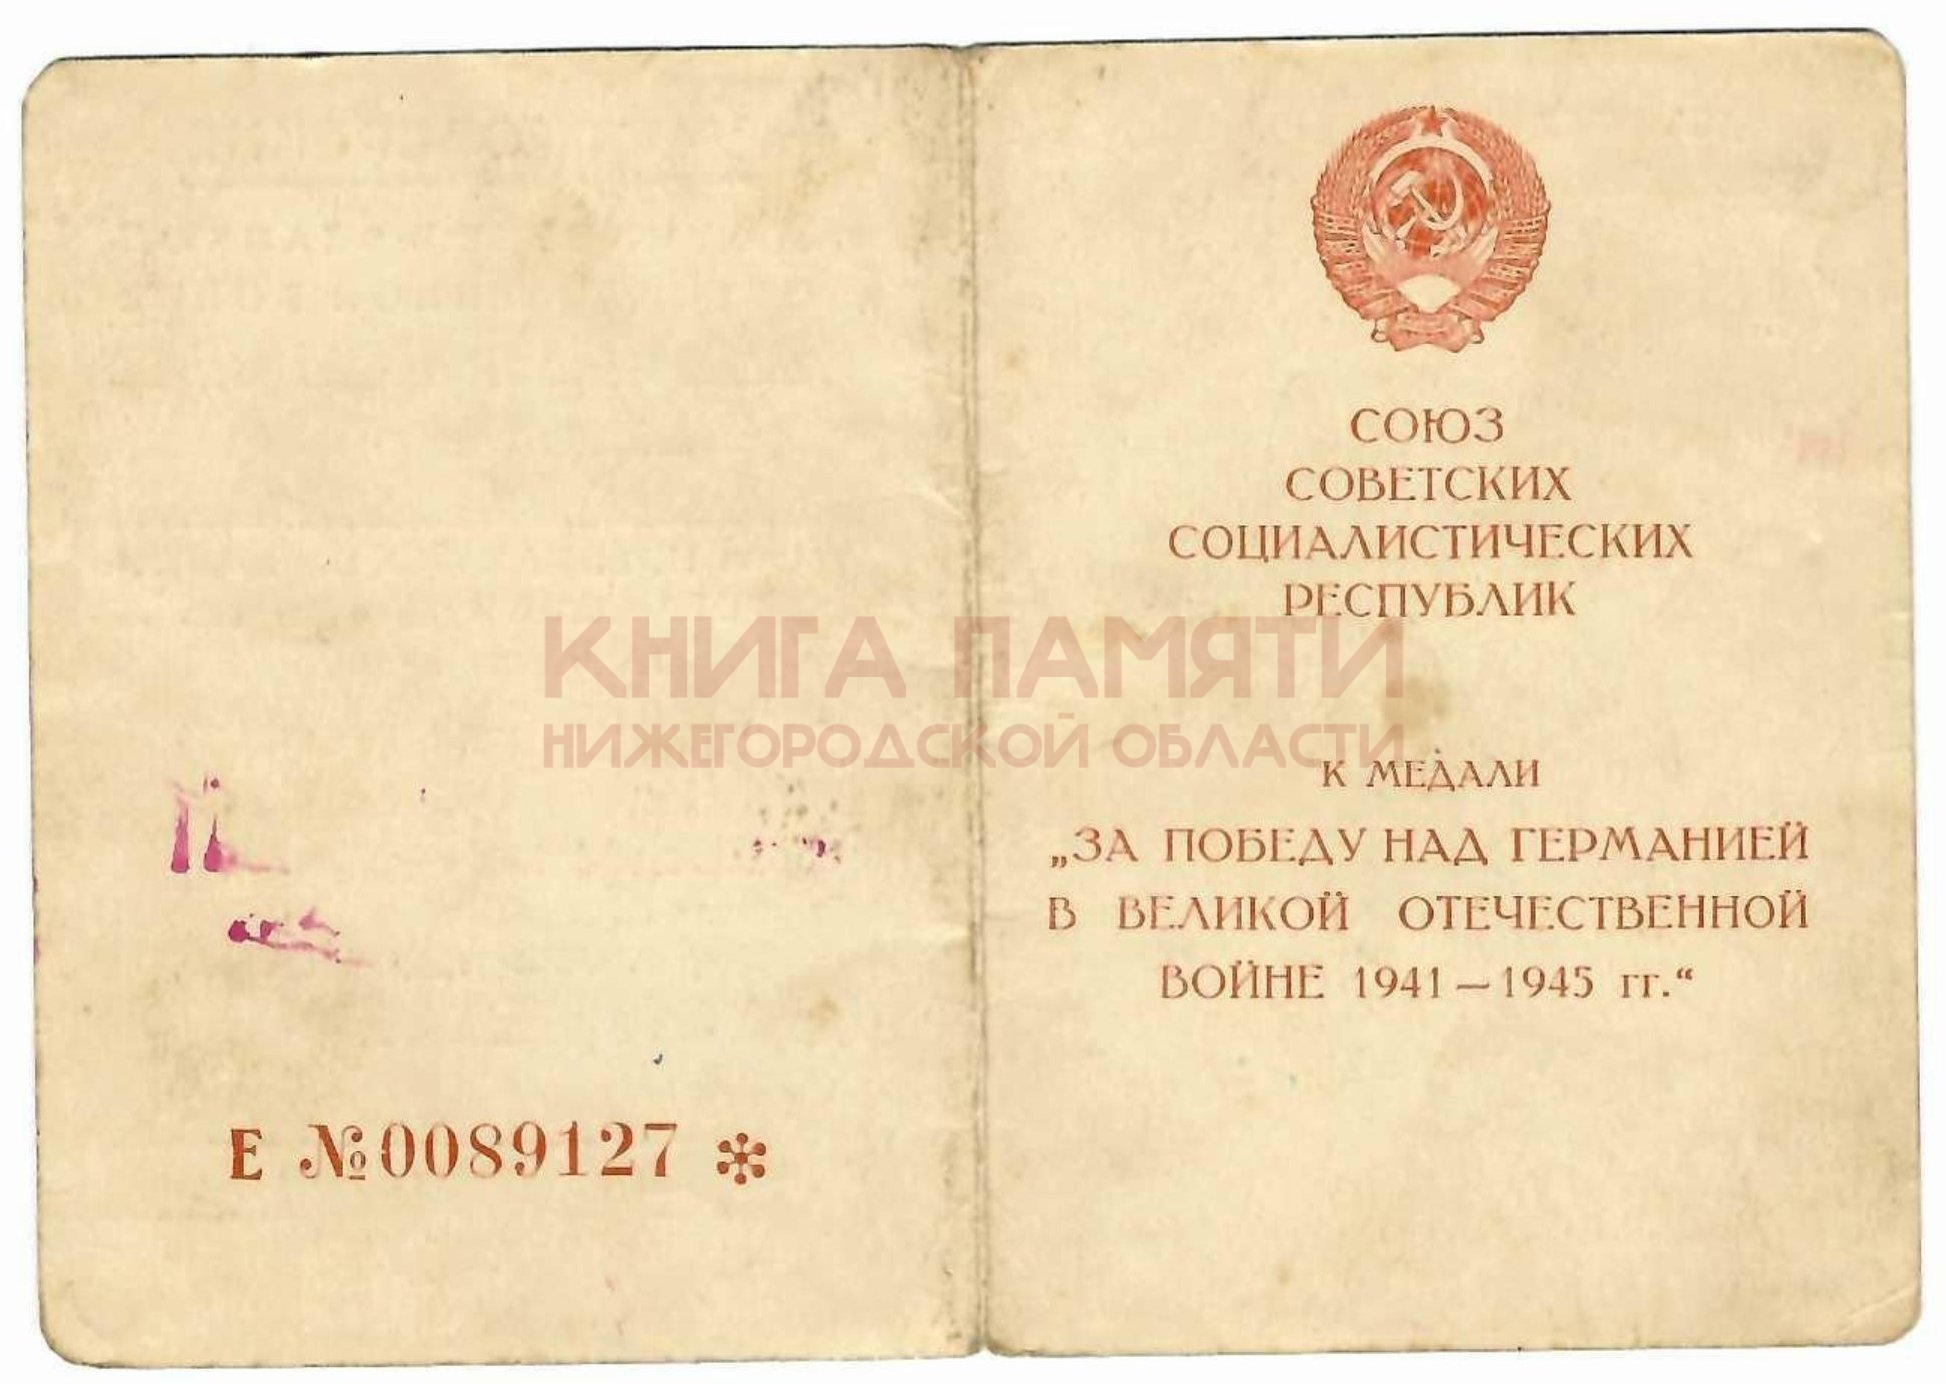 Е №0089127 *
СОЮЗ
СОВЕТСКИХ
СОЦИАЛИСТИЧЕСКИХ
РЕСПУБЛИК
КНИГА ПАМЯТИ
НИЖЕГОРОДСКОЙ ОБЛАСТИ
К МЕДАЛИ
„ЗА ПОБЕДУ НАД ГЕРМАНИЕЙ
В ВЕЛИКОЙ ОТЕЧЕСТВЕННОЙ
ВОЙНЕ 1941—1945 гг.“